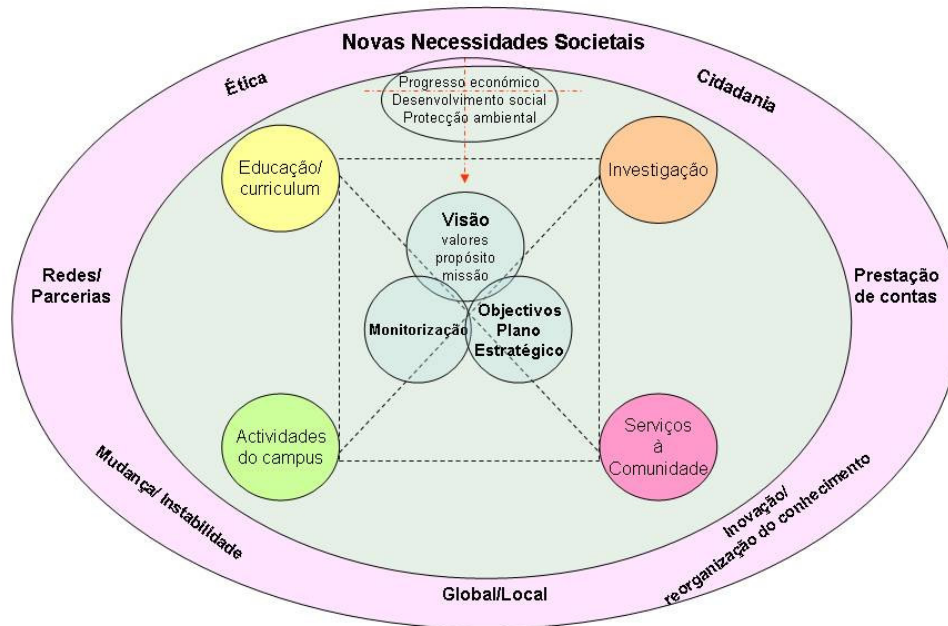 Novas Necessidades Societais
Ética
Cidadania
Progresso económico
Desenvolvimento social
Protecção ambiental
Educação/
curriculum
Investigação
Visão
valores
propósito
missão
Redes/
Parcerias
Prestação
de contas
Monitorização
Objectivos
Plano
Estratégico
Actividades
do campus
Serviços
à
Comunidade
Mudança/ Instabilidade
Inovação/
reorganização do conhecimento
Global/Local